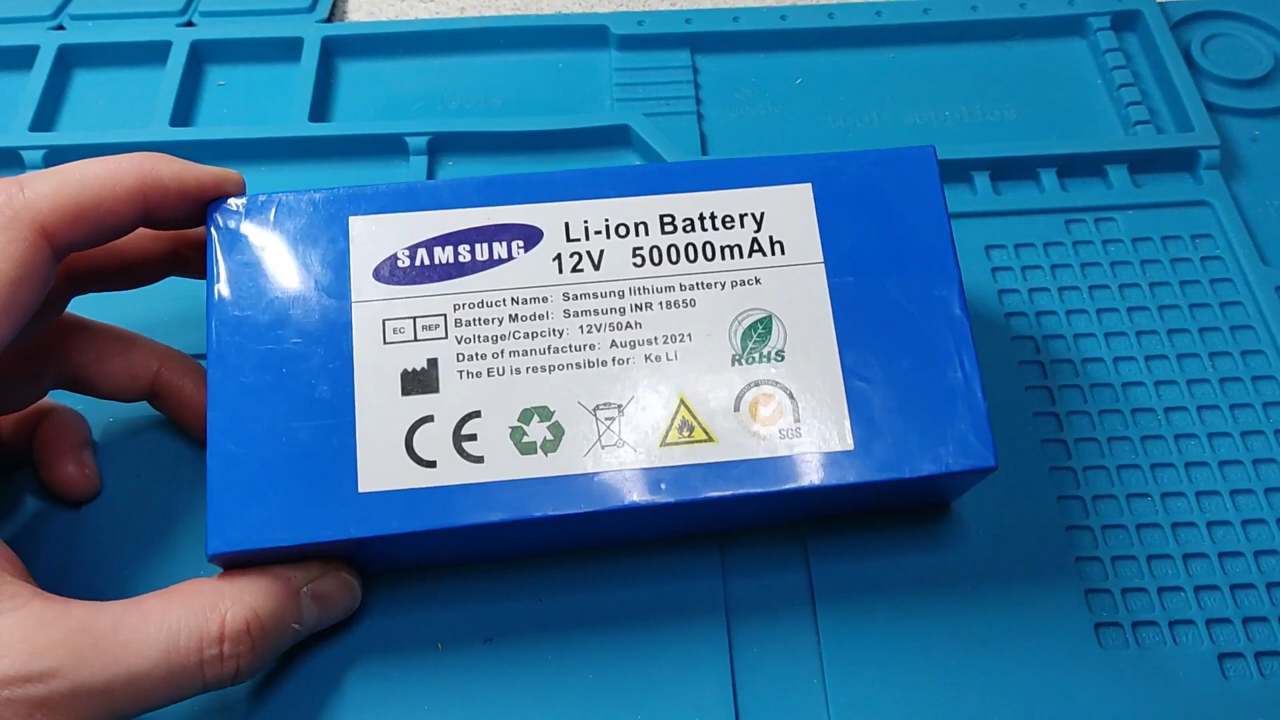 SAMSUNG
Li-ion Battery
12V 50000mAh
product Name: Samsung lithium battery pack
Battery Model: Samsung INR 18650
Voltage/Capcity: 12V/50Ah
Date of manufacture: August 2021
The EU is responsible for: Ke Li
EC REP
RoHS
CE
SGS